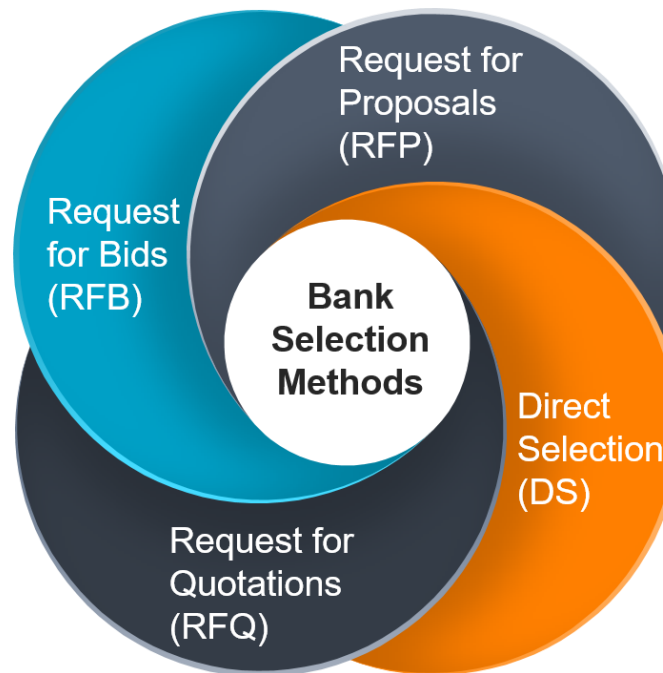 Request for
Proposals
(RFP)
Request
for Bids
(RFB)
Bank
Selection
Methods
Direct
Selection
(DS)
Request for
Quotations
(RFQ)